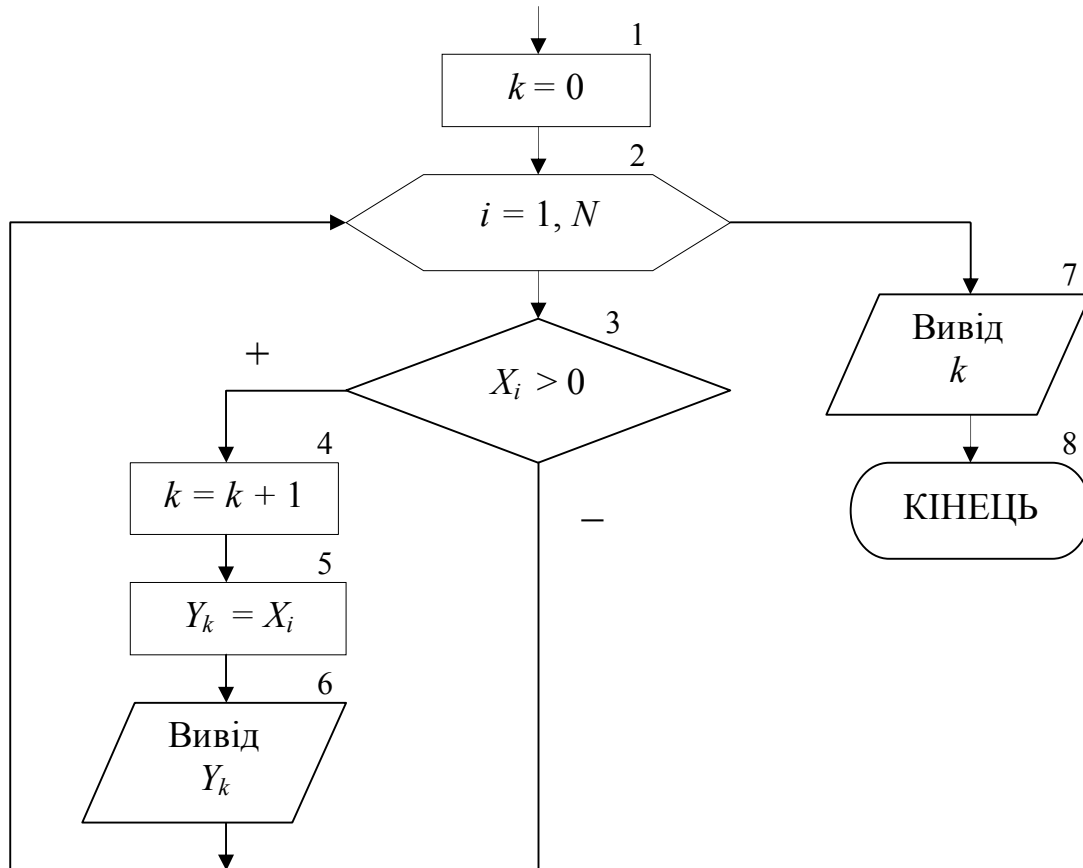 1
k = 0
2
i = 1, N
3
X_i > 0
+
–
4
k = k + 1
5
Y_k = X_i
6
Вивід
Y_k
7
Вивід
k
8
КІНЕЦЬ